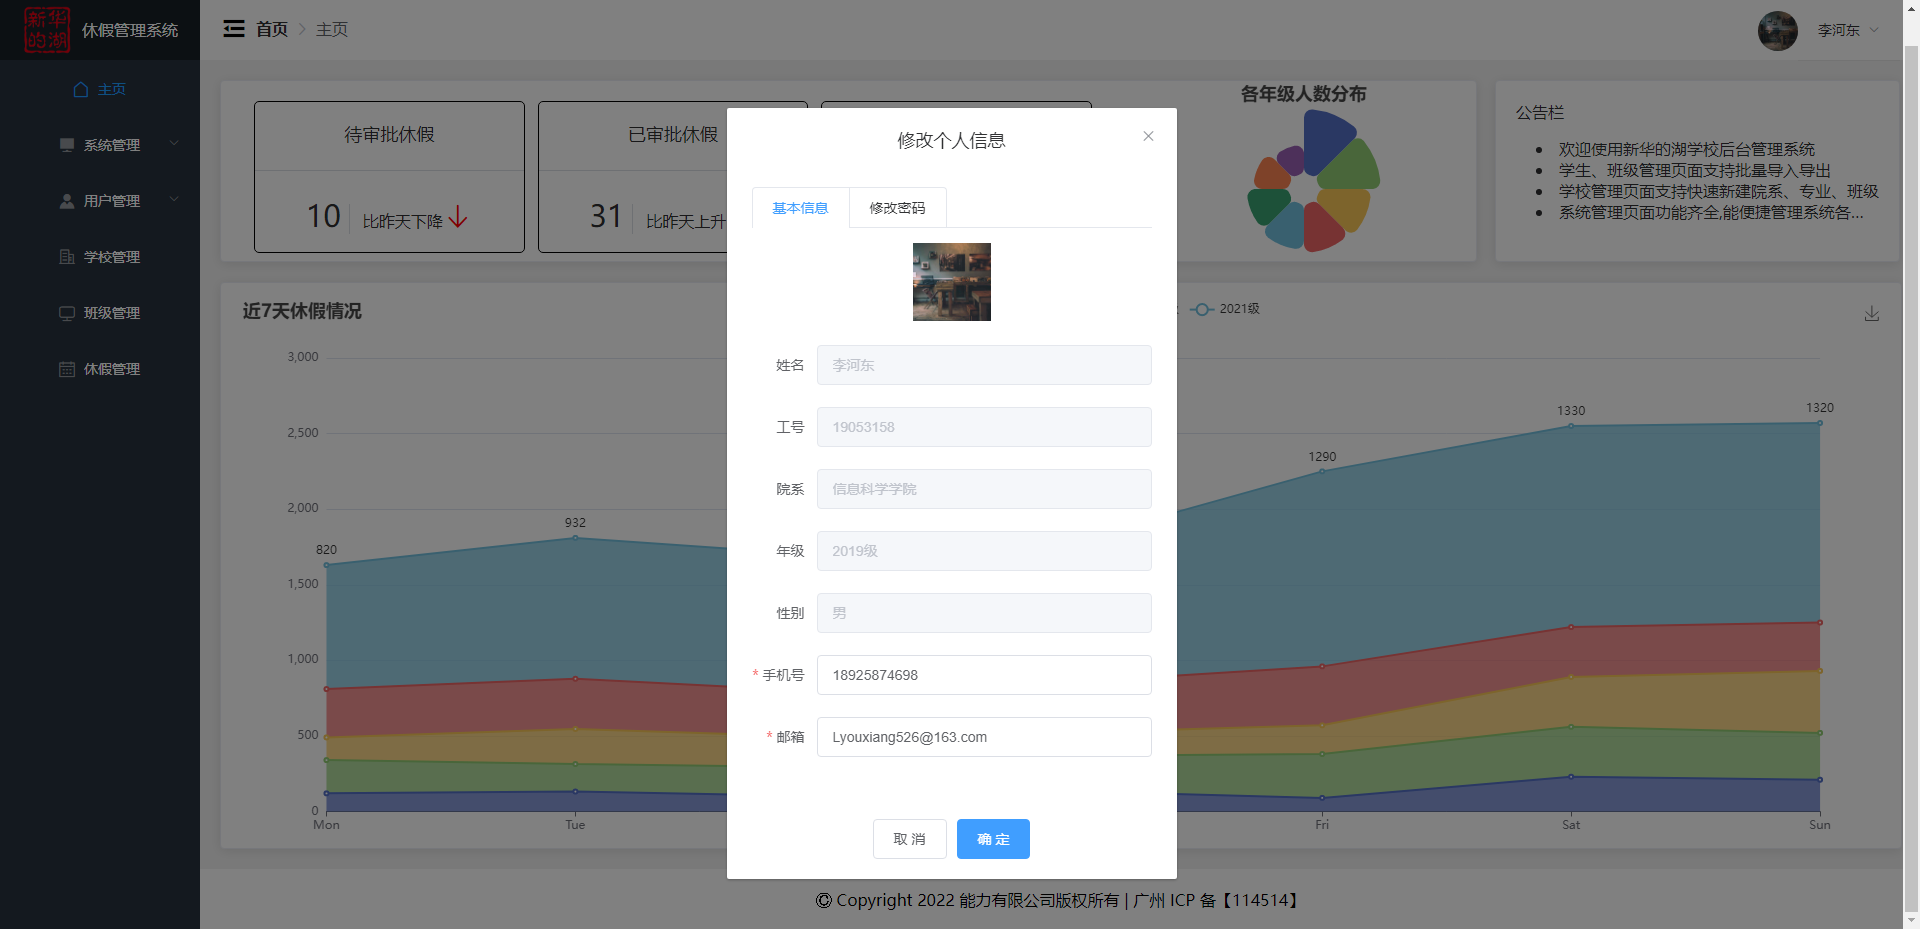 新华
的湖
休假管理系统
首页
主页
李河东
主页
系统管理
用户管理
学校管理
班级管理
休假管理
待审批休假
10
比昨天下降
已审批休假
31
比昨天上升
各年级人数分布
公告栏
欢迎使用新华的湖学校后台管理系统
学生、班级管理页面支持批量导入导出
学校管理页面支持快速新建院系、专业、班级
系统管理页面功能齐全,能便捷管理系统各...
近7天休假情况
2021级
3,000
2,500
2,000
1,500
1,000
500
0
820
932
1290
1330
1320
Mon
Tue
Fri
Sat
Sun
修改个人信息
基本信息
修改密码
姓名
李河东
工号
19053158
院系
信息科学学院
年级
2019级
性别
男
* 手机号
18925874698
* 邮箱
Lyouxiang526@163.com
取 消
确 定
© Copyright 2022 能力有限公司版权所有 | 广州 ICP 备【114514】